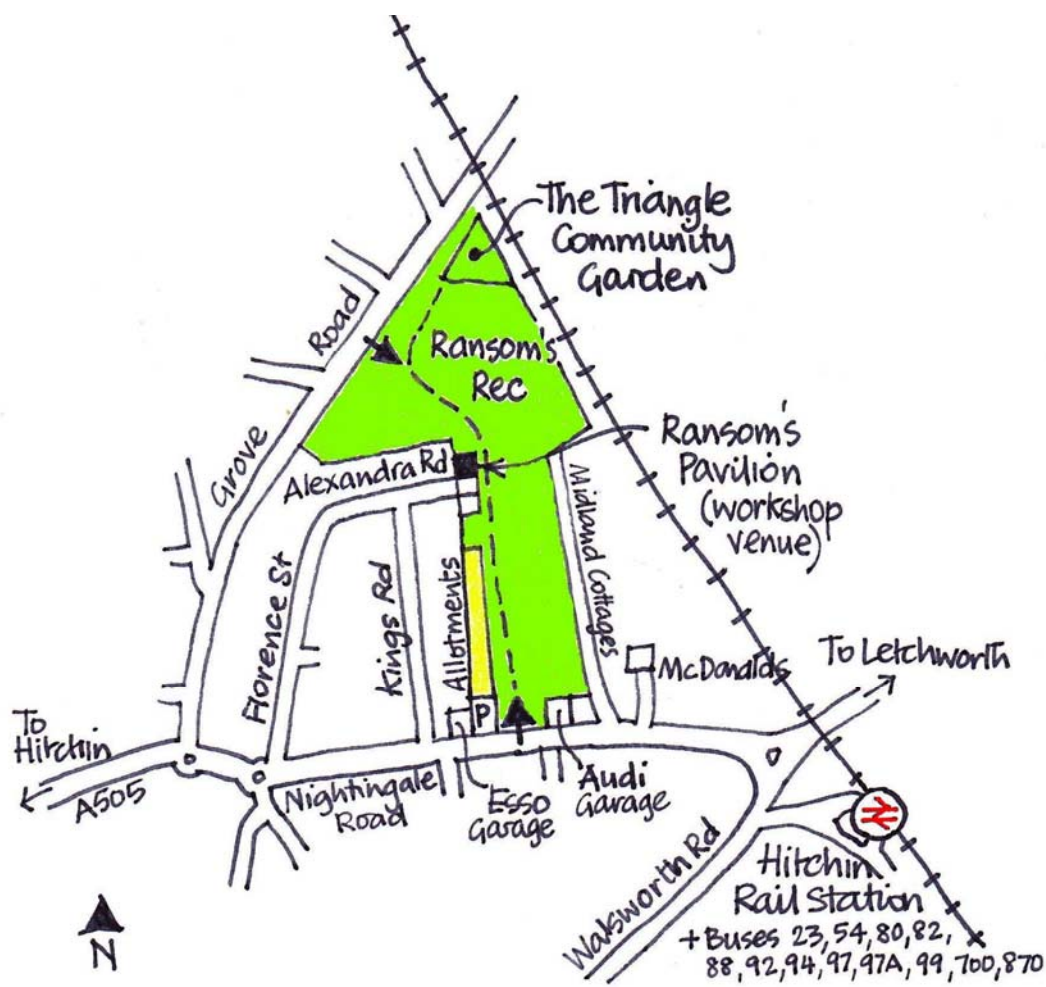 The Triangle
Community
Garden
Road
Ransom's
Rec
Ransom's
Pavilion
(workshop
venue)
Grove
Alexandra Rd
Midland Cottages
Florence St
Kings Rd
Allotments
McDonalds
To Letchworth
To
Hitchin
A505
P
Nightingale
Road
Esso
Garage
Audi
Garage
Walsworth Rd
Hitchin
Rail Station
+ Buses 23, 54, 80, 82,
88, 92, 94, 97, 97A, 99, 700, 870
N